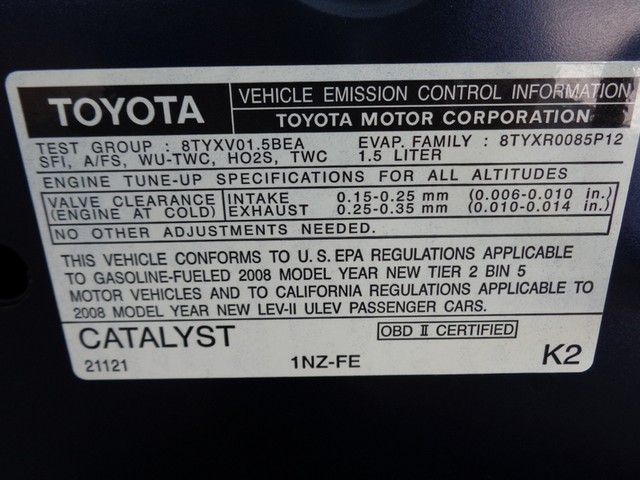 TOYOTA
VEHICLE EMISSION CONTROL INFORMATION
TOYOTA MOTOR CORPORATION
TEST GROUP : 8TYXV01.5BEA EVAP. FAMILY : 8TYXR0085P12
SFI, A/FS, WU-TWC, HO2S, TWC 1.5 LITER
ENGINE TUNE-UP SPECIFICATIONS FOR ALL ALTITUDES
VALVE CLEARANCE INTAKE 0.15-0.25 mm (0.006-0.010 in.)
(ENGINE AT COLD) EXHAUST 0.25-0.35 mm (0.010-0.014 in.)
NO OTHER ADJUSTMENTS NEEDED.
THIS VEHICLE CONFORMS TO U.S. EPA REGULATIONS APPLICABLE
TO GASOLINE-FUELED 2008 MODEL YEAR NEW TIER 2 BIN 5
MOTOR VEHICLES AND TO CALIFORNIA REGULATIONS APPLICABLE TO
2008 MODEL YEAR NEW LEV-II ULEV PASSENGER CARS.
CATALYST OBD II CERTIFIED
21121 1NZ-FE K2